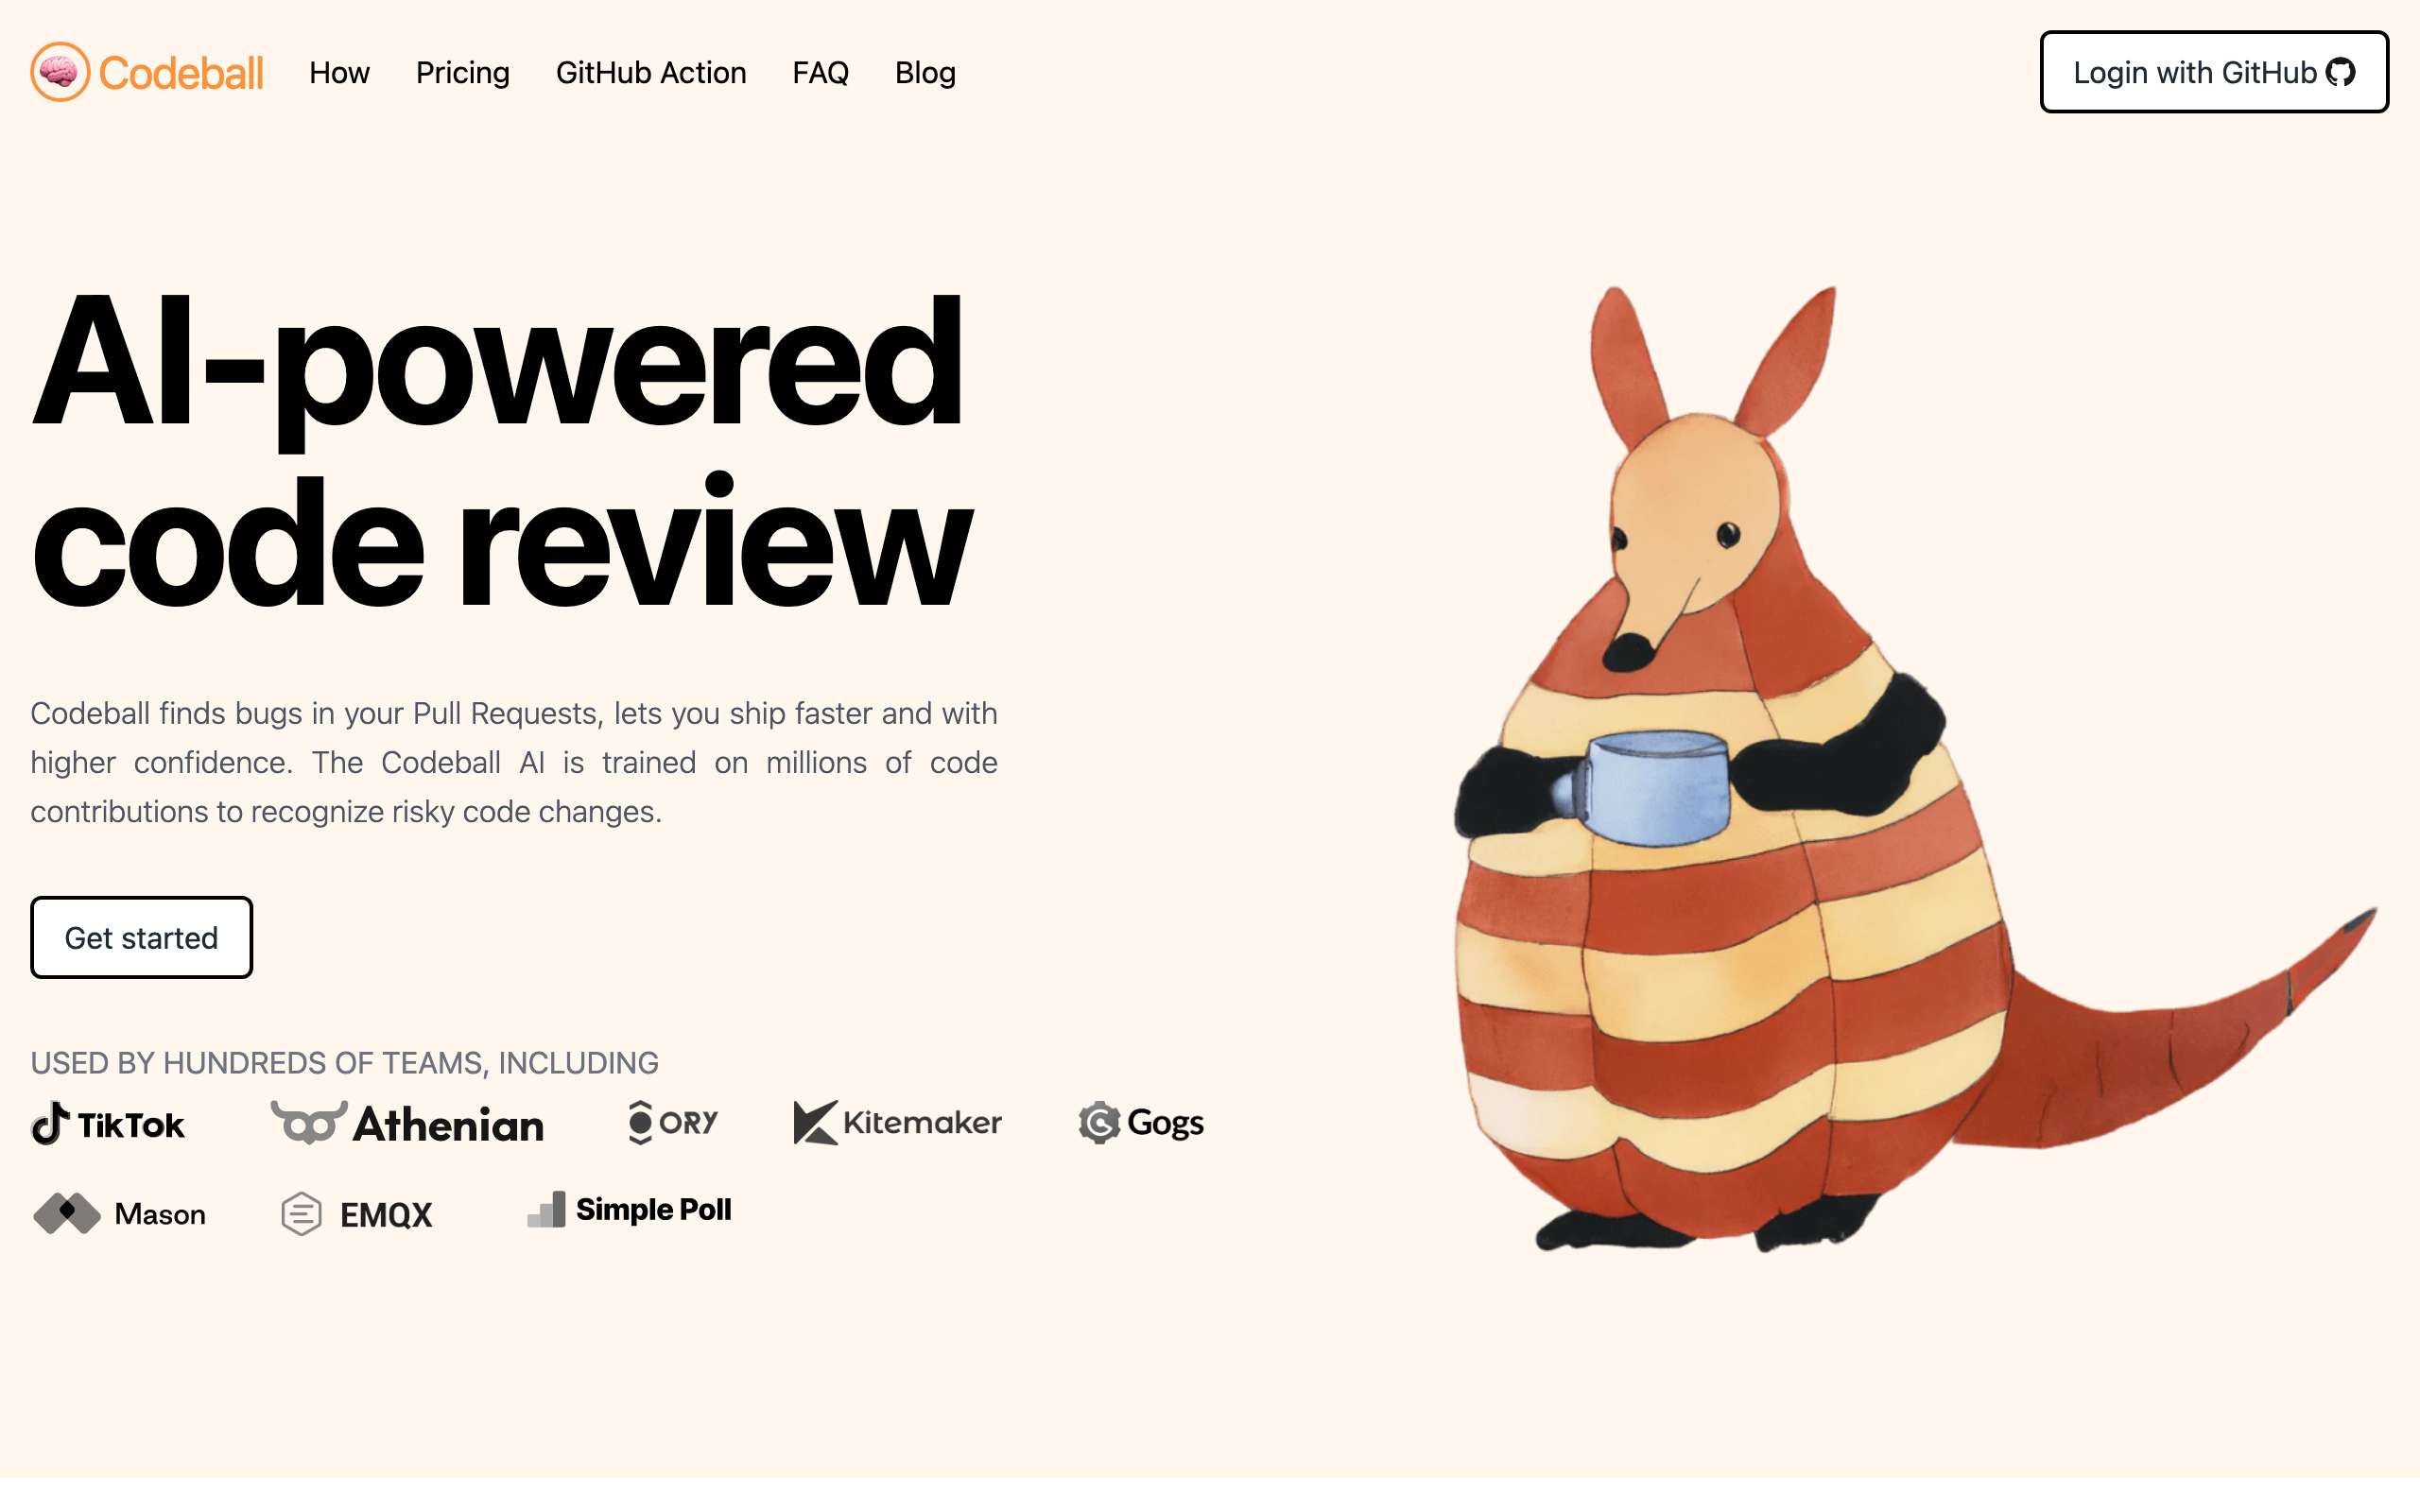 Codeball
How
Pricing
GitHub Action
FAQ
Blog
Login with GitHub
AI-powered
code review
Codeball finds bugs in your Pull Requests, lets you ship faster and with
higher confidence. The Codeball AI is trained on millions of code
contributions to recognize risky code changes.
Get started
USED BY HUNDREDS OF TEAMS, INCLUDING
TikTok
Athenian
ORY
Kitemaker
Gogs
Mason
EMQX
Simple Poll